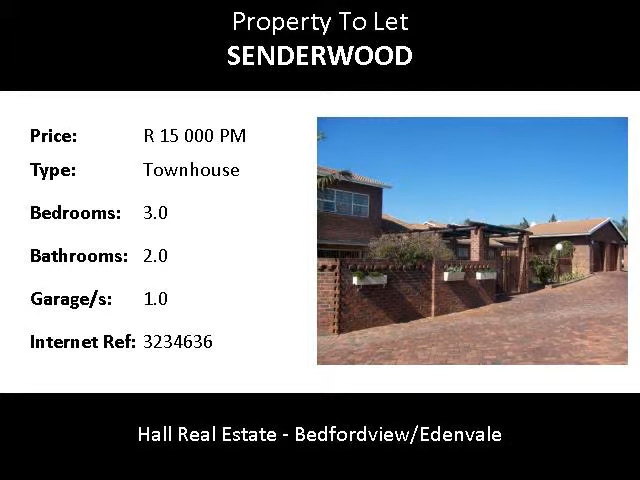 Property To Let
SENDERWOOD
Price: R 15 000 PM
Type: Townhouse
Bedrooms: 3.0
Bathrooms: 2.0
Garage/s: 1.0
Internet Ref: 3234636
Hall Real Estate - Bedfordview/Edenvale